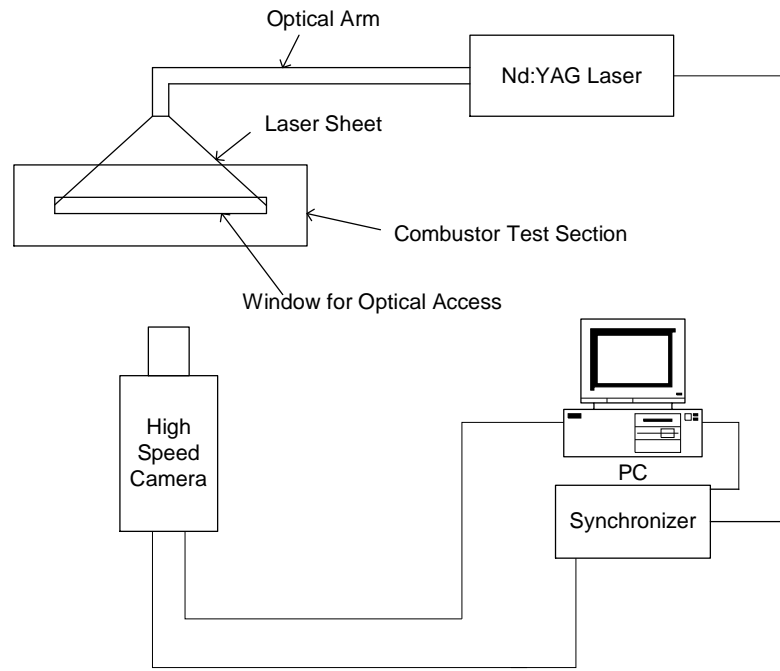 Optical Arm
Nd:YAG Laser
Laser Sheet
Combustor Test Section
Window for Optical Access
High
Speed
Camera
PC
Synchronizer